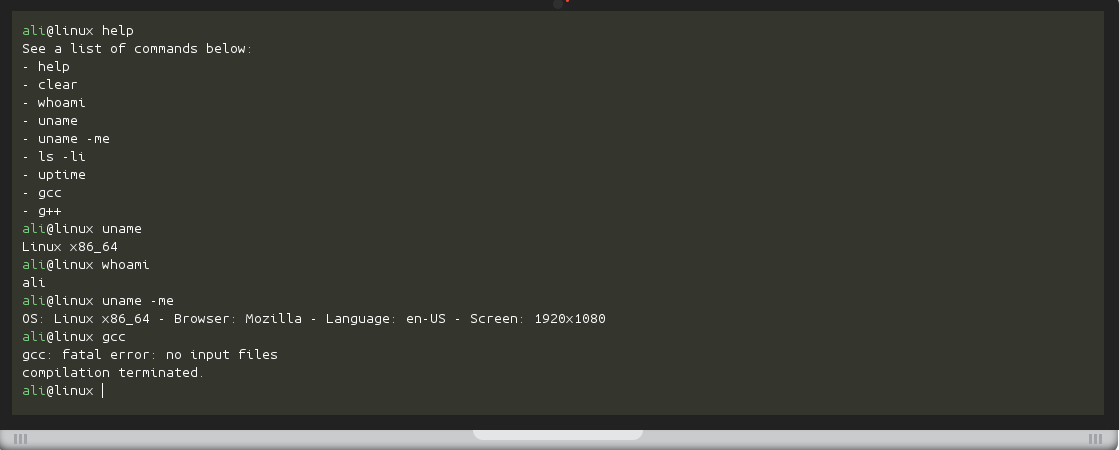 ali@linux help
See a list of commands below:
- help
- clear
- whoami
- uname
- uname -me
- ls -li
- uptime
- gcc
- g++
ali@linux uname
Linux x86_64
ali@linux whoami
ali
ali@linux uname -me
OS: Linux x86_64 - Browser: Mozilla - Language: en-US - Screen: 1920x1080
ali@linux gcc
gcc: fatal error: no input files
compilation terminated.
ali@linux